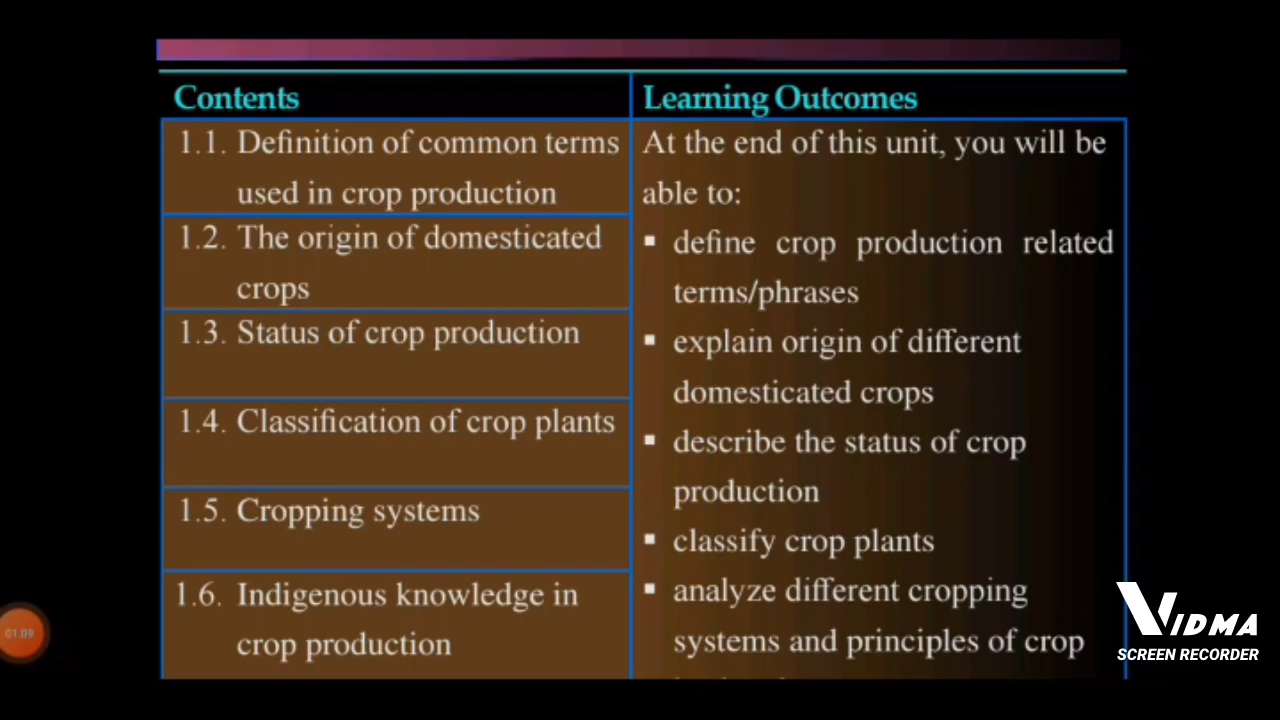 Contents
1.1. Definition of common terms
used in crop production
1.2. The origin of domesticated
crops
1.3. Status of crop production
1.4. Classification of crop plants
1.5. Cropping systems
1.6. Indigenous knowledge in
crop production
Learning Outcomes
At the end of this unit, you will be
able to:
▪ define crop production related
terms/phrases
▪ explain origin of different
domesticated crops
▪ describe the status of crop
production
▪ classify crop plants
▪ analyze different cropping
systems and principles of crop
01:09
VIDMA
SCREEN RECORDER